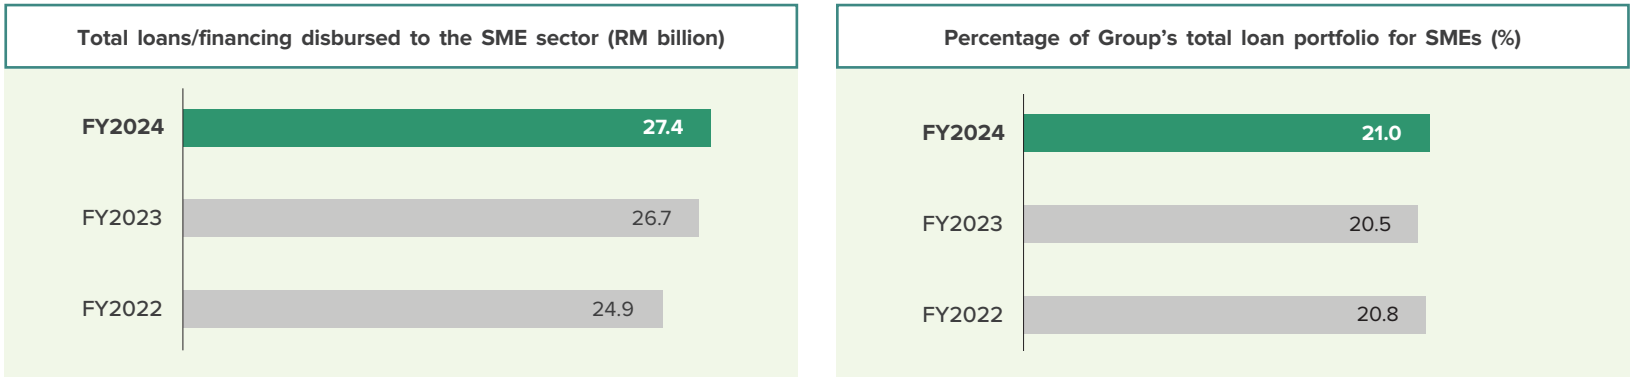 Total loans/financing disbursed to the SME sector (RM billion)
FY2024 27.4
FY2023 26.7
FY2022 24.9
Percentage of Group’s total loan portfolio for SMEs (%)
FY2024 21.0
FY2023 20.5
FY2022 20.8